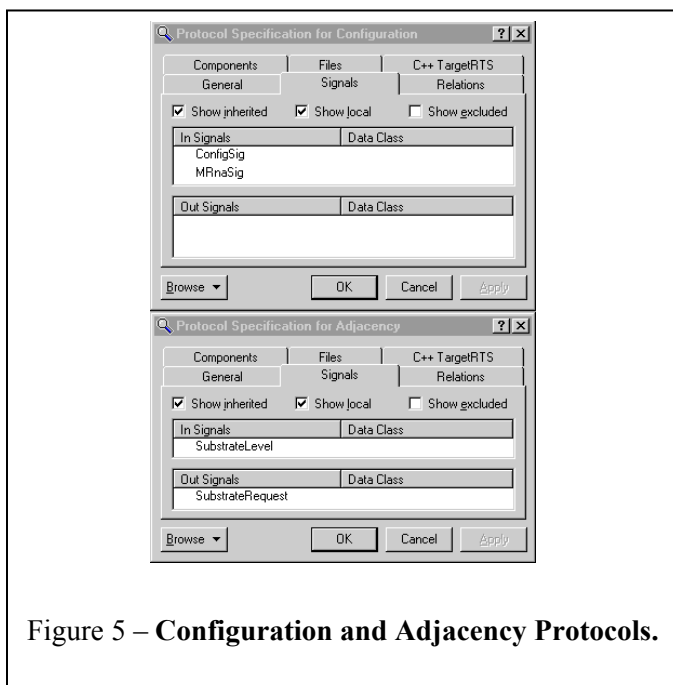 Protocol Specification for Configuration
Components Files C++ TargetRTS
General Signals Relations
Show inherited Show local Show excluded
In Signals Data Class
ConfigSig
MRnaSig
Out Signals Data Class
Browse OK Cancel Apply
Protocol Specification for Adjacency
Components Files C++ TargetRTS
General Signals Relations
Show inherited Show local Show excluded
In Signals Data Class
SubstrateLevel
Out Signals Data Class
SubstrateRequest
Browse OK Cancel Apply
Figure 5 – Configuration and Adjacency Protocols.